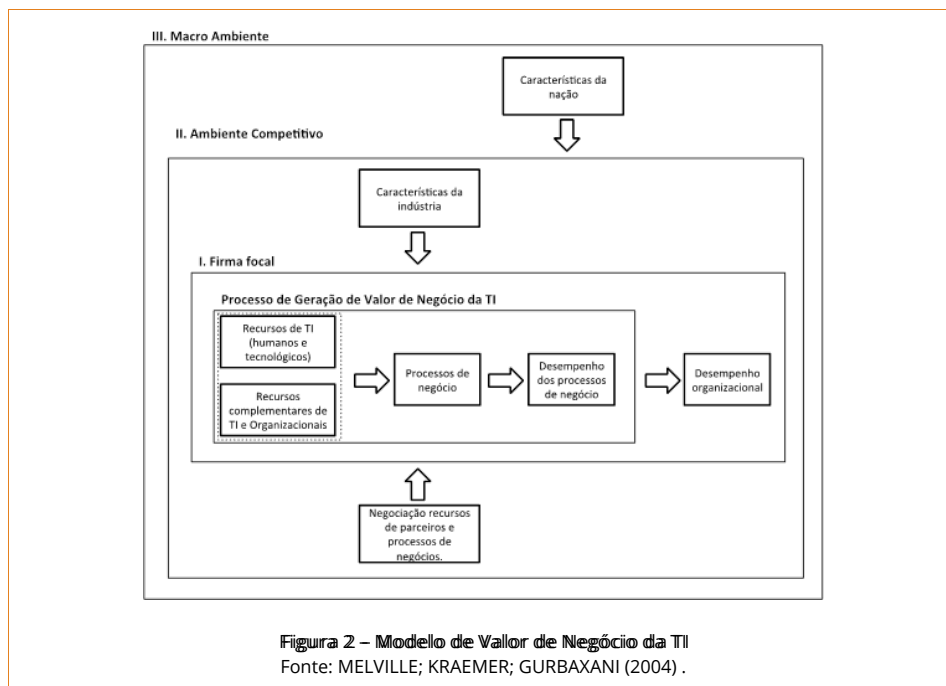 III. Macro Ambiente
Características da
nação
II. Ambiente Competitivo
Características da
indústria
I. Firma focal
Processo de Geração de Valor de Negócio da TI
Recursos de TI
(humanos e
tecnológicos)
Recursos
complementares de
TI e Organizacionais
Processos de
negócio
Desempenho
dos processos
de negócio
Desempenho
organizacional
Negociação recursos
de parceiros e
processos de
negócios.
Figura 2 – Modelo de Valor de Negócio da TI
Fonte: MELVILLE; KRAEMER; GURBAXANI (2004) .